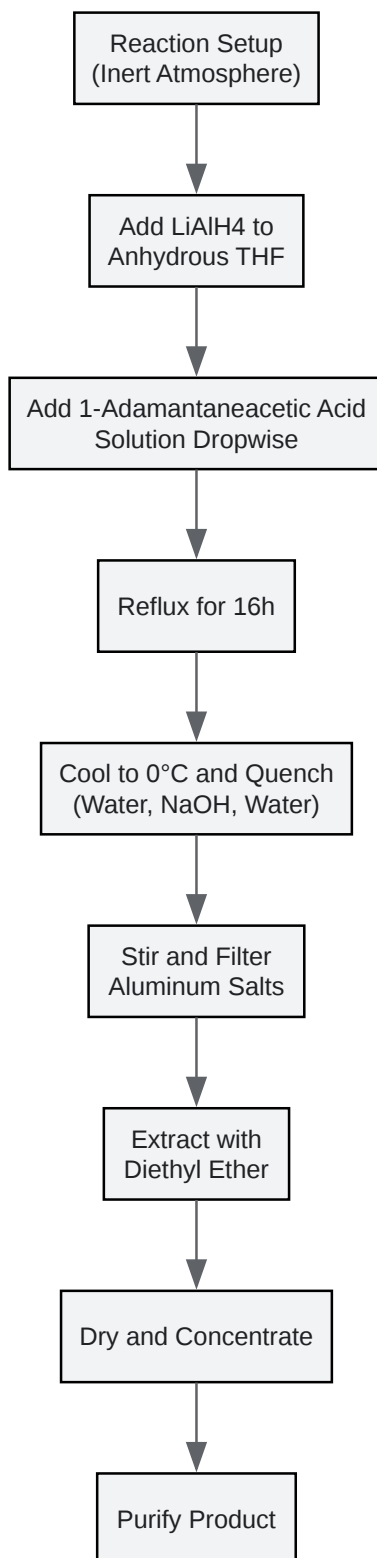 Reaction Setup
(Inert Atmosphere)
Add LiAlH4 to
Anhydrous THF
Add 1-Adamantaneacetic Acid
Solution Dropwise
Reflux for 16h
Cool to 0°C and Quench
(Water, NaOH, Water)
Stir and Filter
Aluminum Salts
Extract with
Diethyl Ether
Dry and Concentrate
Purify Product